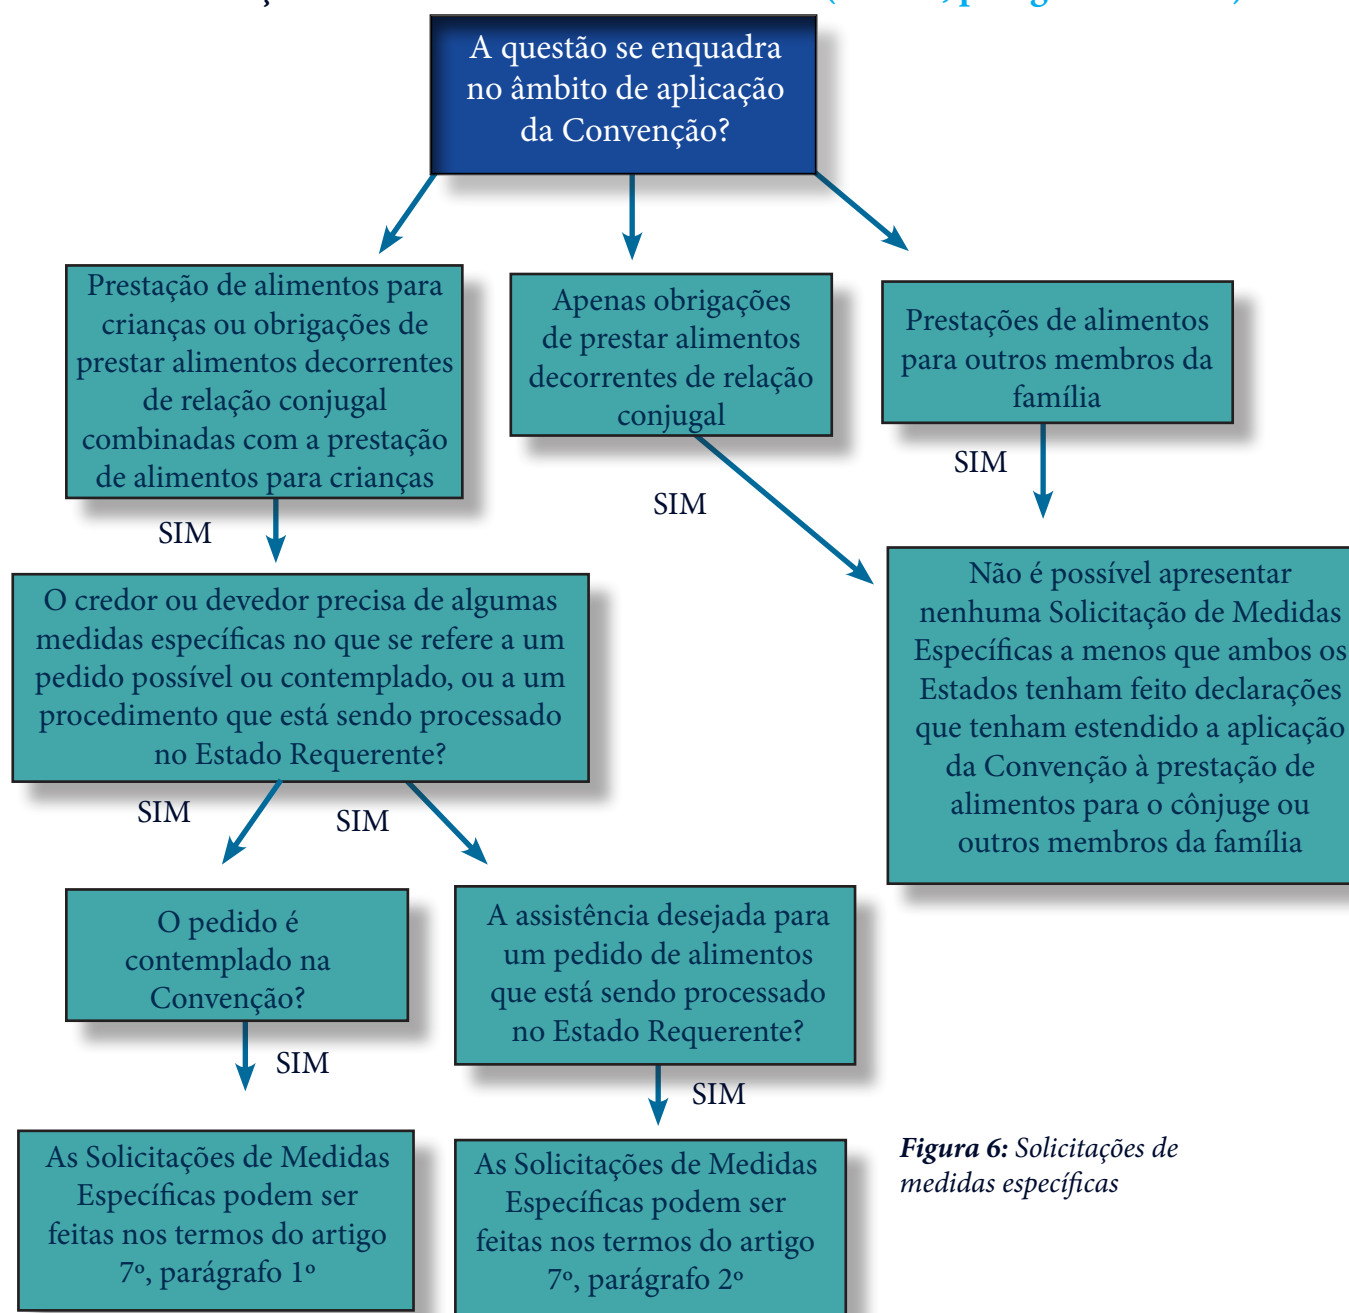 A questão se enquadra
no âmbito de aplicação
da Convenção?
Prestação de alimentos para
crianças ou obrigações de
prestar alimentos decorrentes
de relação conjugal
combinadas com a prestação
de alimentos para crianças
Apenas obrigações
de prestar alimentos
decorrentes de relação
conjugal
Prestações de alimentos
para outros membros da
família
SIM
SIM
SIM
O credor ou devedor precisa de algumas
medidas específicas no que se refere a um
pedido possível ou contemplado, ou a um
procedimento que está sendo processado
no Estado Requerente?
Não é possível apresentar
nenhuma Solicitação de Medidas
Específicas a menos que ambos os
Estados tenham feito declarações
que tenham estendido a aplicação
da Convenção à prestação de
alimentos para o cônjuge ou
outros membros da família
SIM
SIM
O pedido é
contemplado na
Convenção?
A assistência desejada para
um pedido de alimentos
que está sendo processado
no Estado Requerente?
SIM
SIM
As Solicitações de Medidas
Específicas podem ser
feitas nos termos do artigo
7º, parágrafo 1º
As Solicitações de Medidas
Específicas podem ser
feitas nos termos do artigo
7º, parágrafo 2º
Figura 6: Solicitações de
medidas específicas